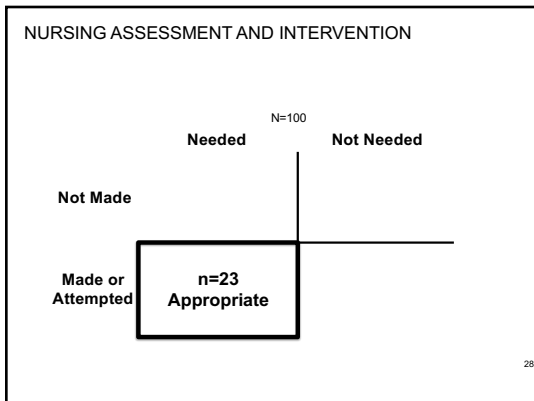 NURSING ASSESSMENT AND INTERVENTION
N=100
Needed Not Needed
Not Made
Made or
Attempted
n=23
Appropriate
28